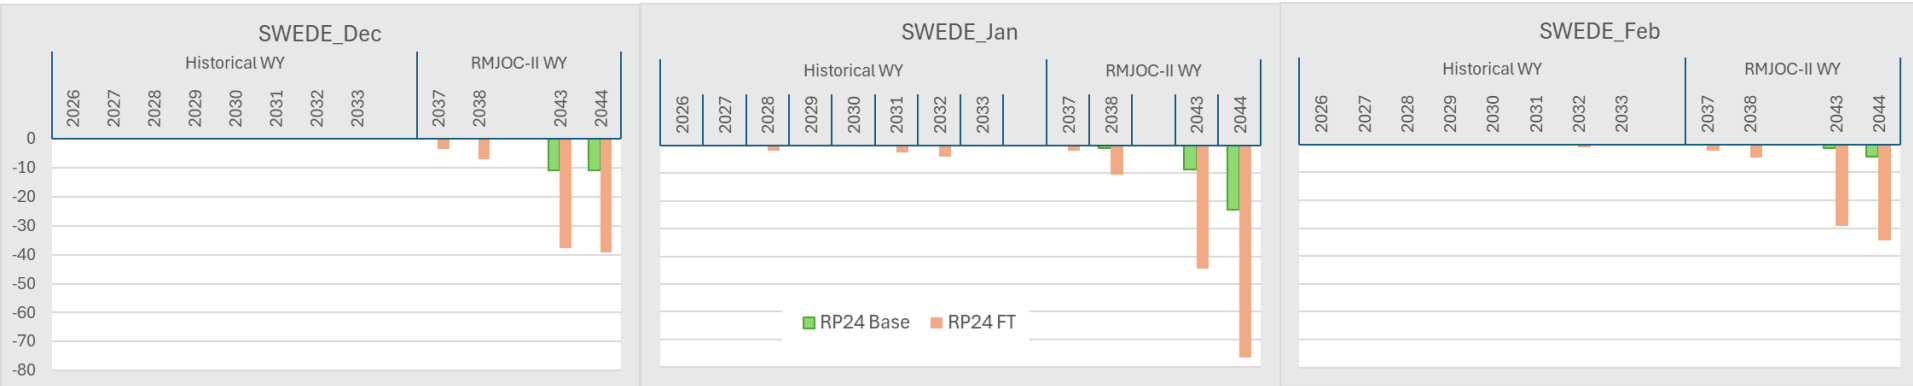 SWEDE_Dec
Historical WY RMJOC-II WY
2026 2027 2028 2029 2030 2031 2032 2033 2037 2038 2043 2044
0
-10
-20
-30
-40
-50
-60
-70
-80
SWEDE_Jan
Historical WY RMJOC-II WY
2026 2027 2028 2029 2030 2031 2032 2033 2037 2038 2043 2044
RP24 Base RP24 FT
SWEDE_Feb
Historical WY RMJOC-II WY
2026 2027 2028 2029 2030 2031 2032 2033 2037 2038 2043 2044